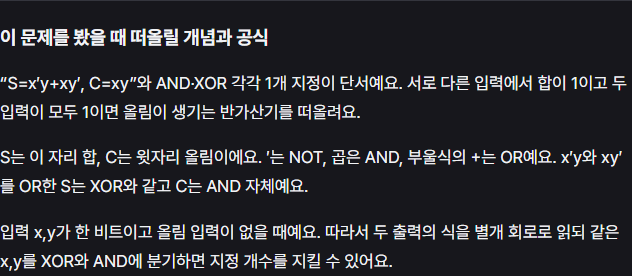 이 문제를 봤을 때 떠올릴 개념과 공식
“S=x′y+xy′, C=xy”와 AND·XOR 각각 1개 지정이 단서예요. 서로 다른 입력에서 합이 1이고 두
입력이 모두 1이면 올림이 생기는 반가산기를 떠올려요.
S는 이 자리 합, C는 윗자리 올림이에요. ′는 NOT, 곱은 AND, 부울식의 +는 OR예요. x′y와 xy′
를 OR한 S는 XOR와 같고 C는 AND 자체예요.
입력 x,y가 한 비트이고 올림 입력이 없을 때예요. 따라서 두 출력의 식을 별개 회로로 읽되 같은
x,y를 XOR와 AND에 분기하면 지정 개수를 지킬 수 있어요.